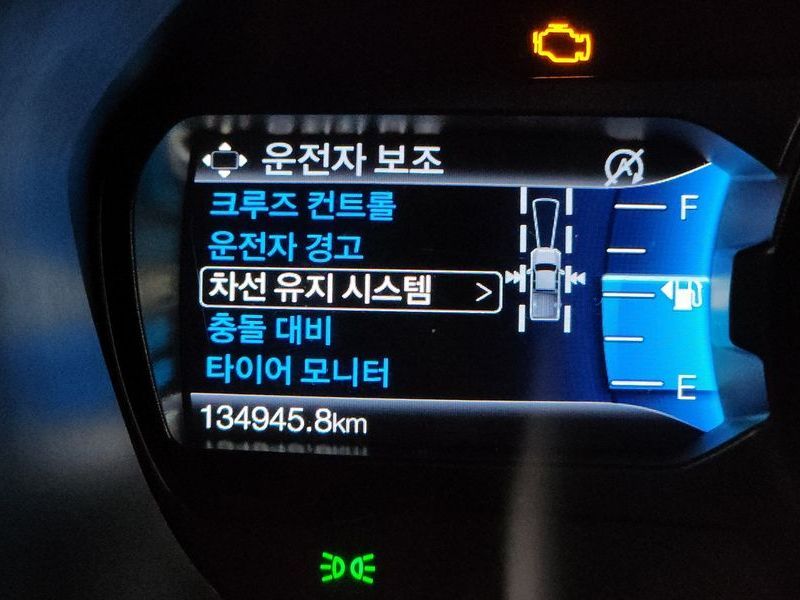 운전자 보조
크루즈 컨트롤
운전자 경고
차선 유지 시스템 >
충돌 대비
타이어 모니터
134945.8km
F
E